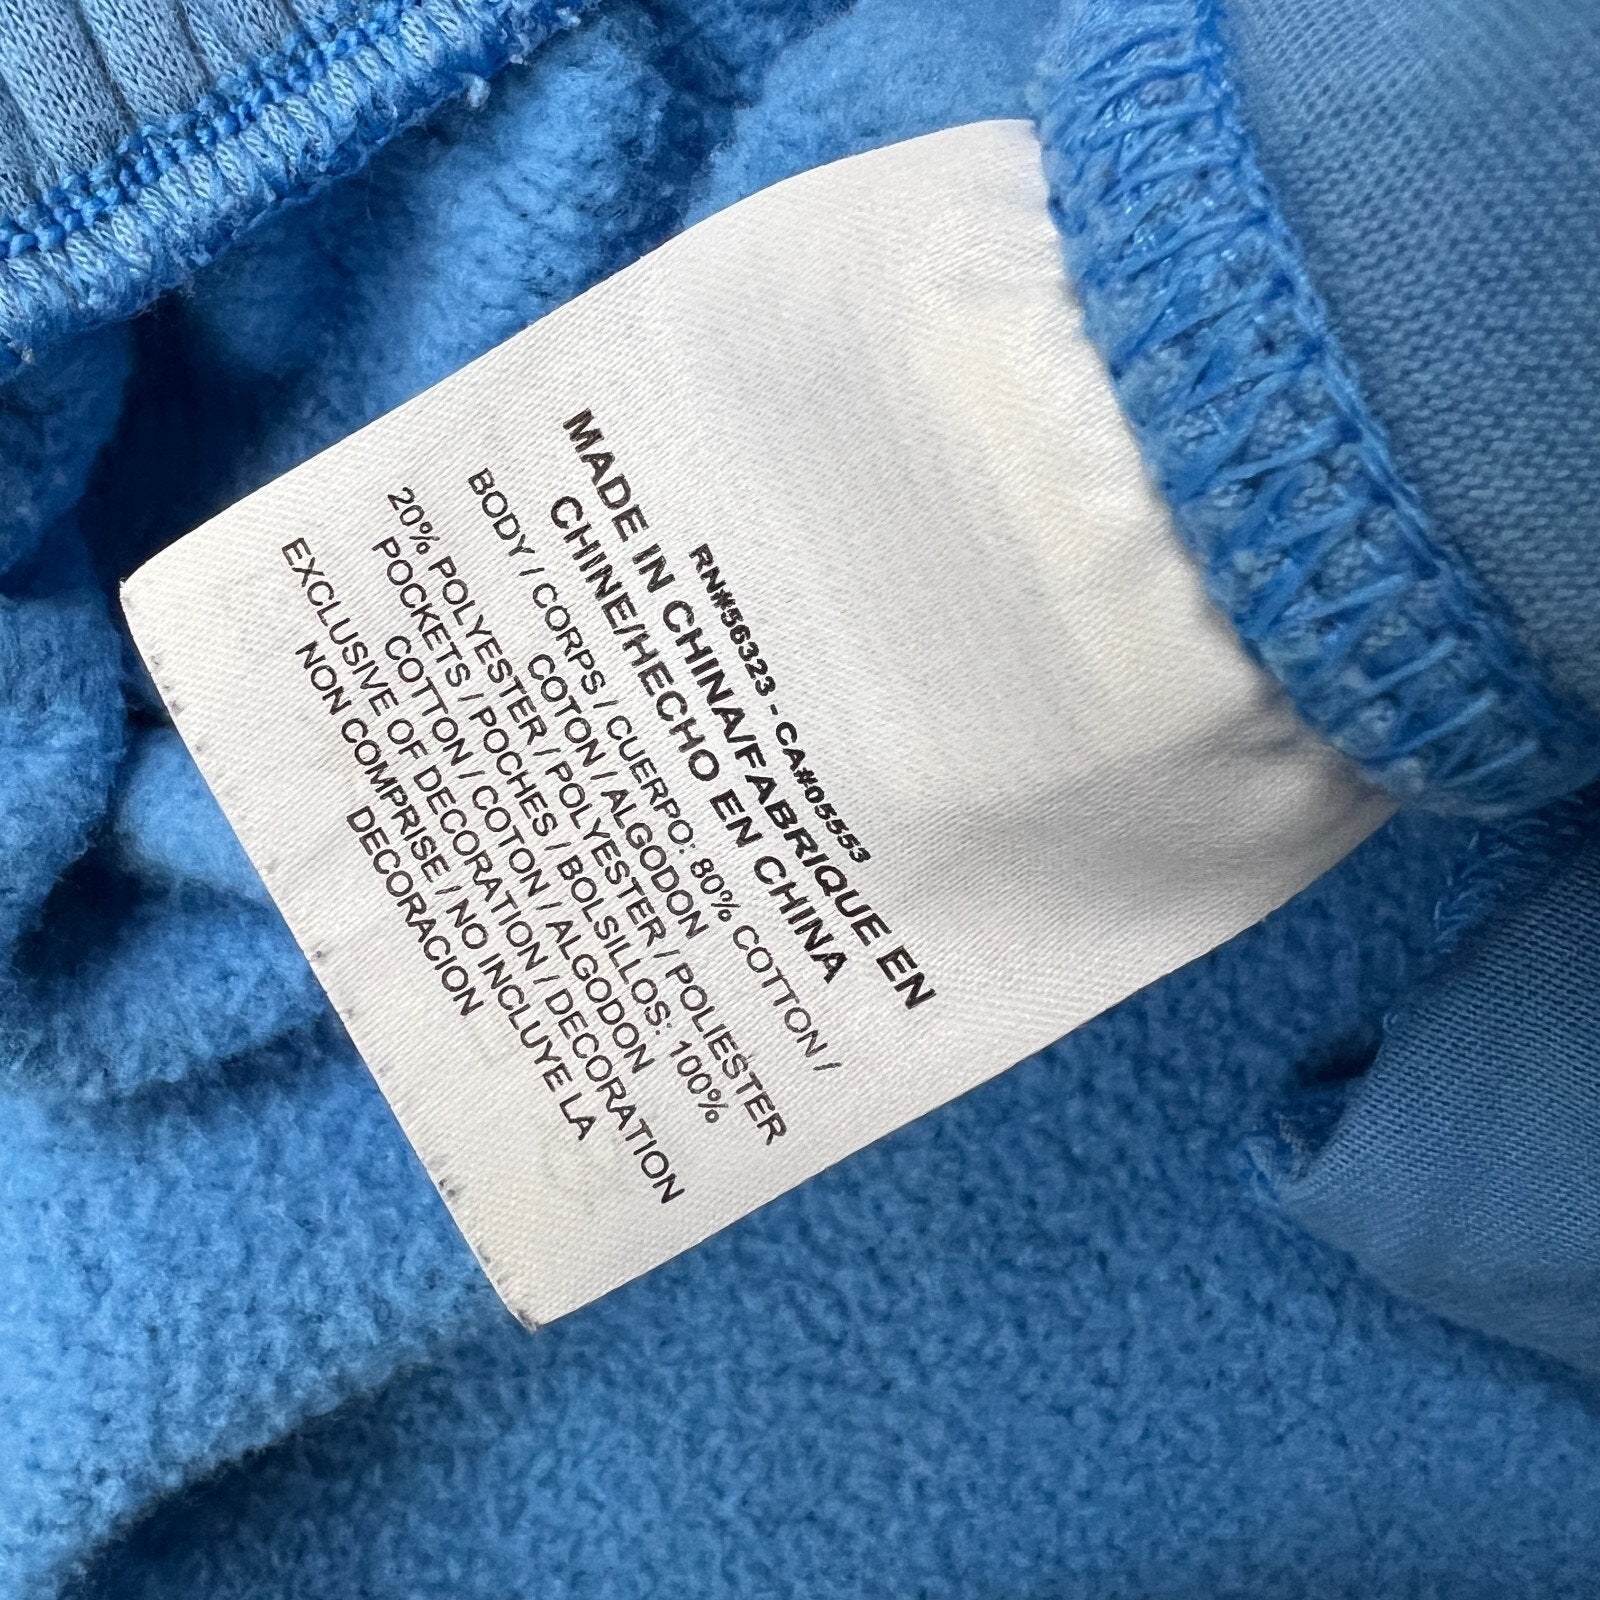 RN#56323 - CA#05553
MADE IN CHINA/FABRIQUE EN
CHINE/HECHO EN CHINA
BODY / CORPS / CUERPO: 80% COTTON /
COTON / ALGODON
20% POLYESTER / POLYESTER / POLIESTER
POCKETS / POCHES / BOLSILLOS: 100%
COTTON / COTON / ALGODON
EXCLUSIVE OF DECORATION / DECORATION
NON COMPRISE / NO INCLUYE LA
DECORACION